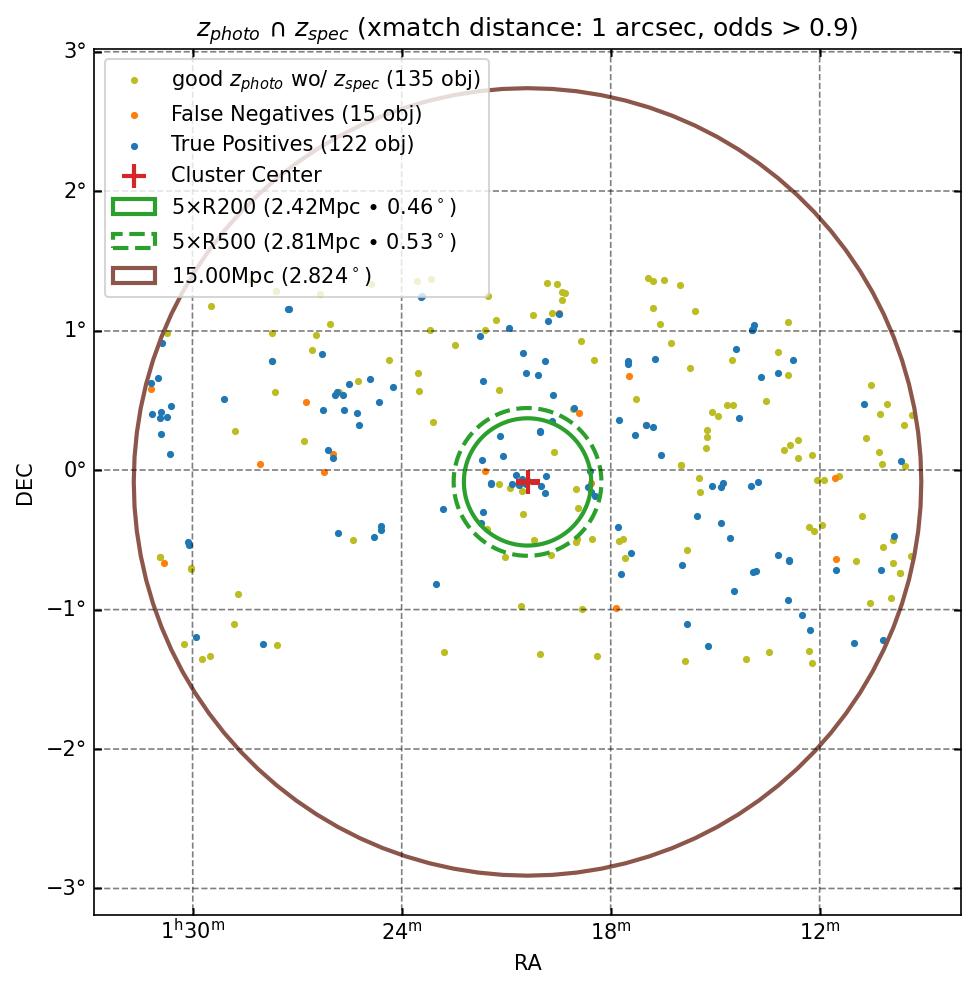 z_photo ∩ z_spec (xmatch distance: 1 arcsec, odds > 0.9)
good z_photo wo/ z_spec (135 obj)
False Negatives (15 obj)
True Positives (122 obj)
Cluster Center
5×R200 (2.42Mpc • 0.46°)
5×R500 (2.81Mpc • 0.53°)
15.00Mpc (2.824°)
3°
2°
1°
0°
−1°
−2°
−3°
DEC
1h30m 24m 18m 12m
RA